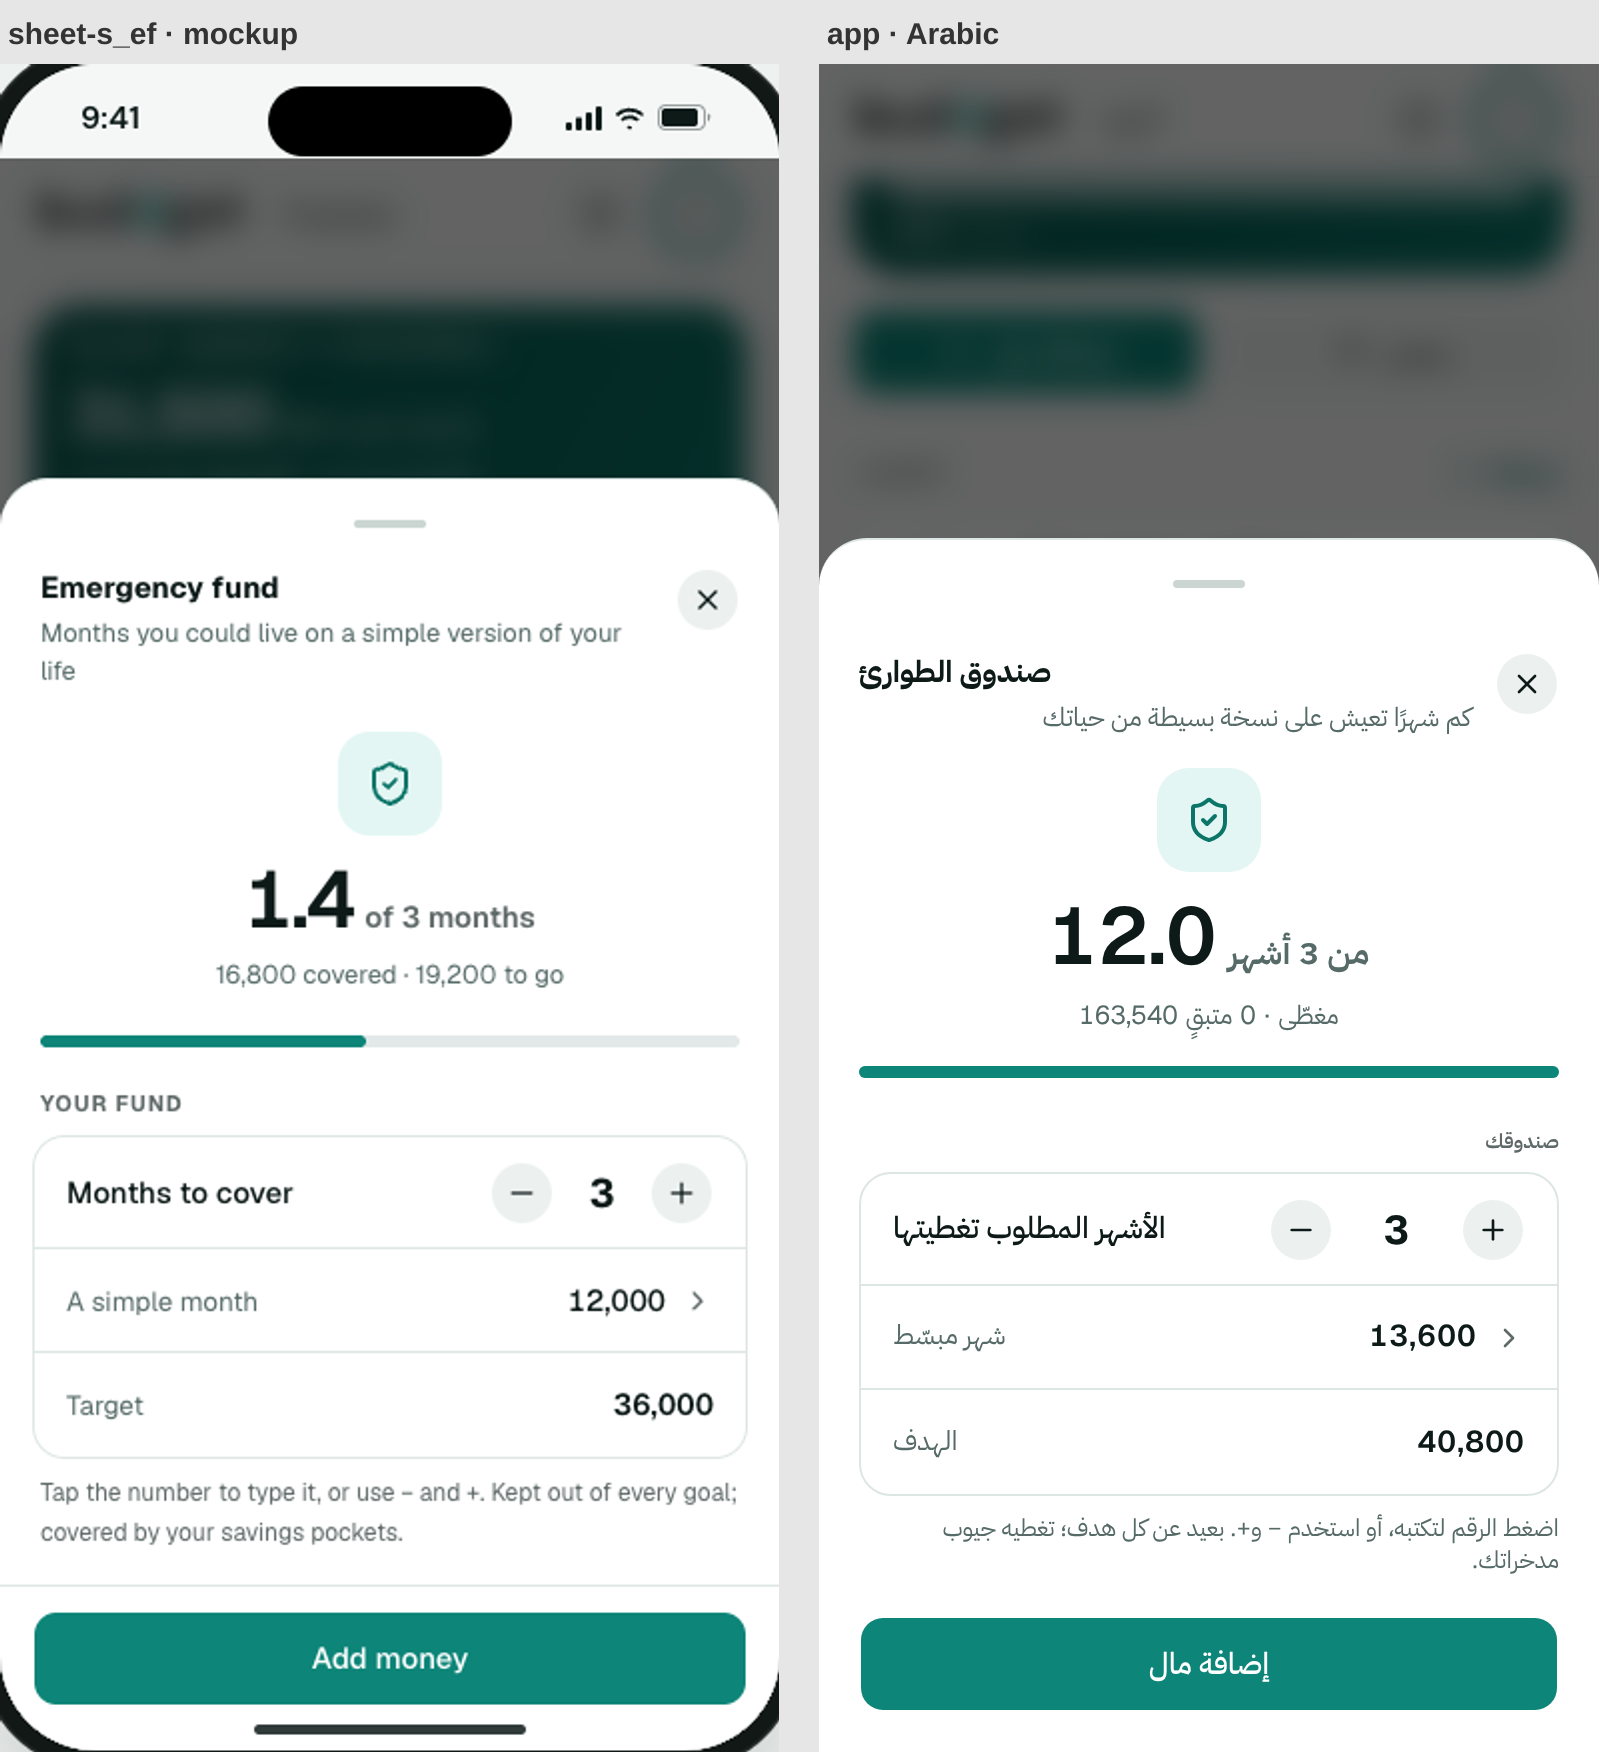 sheet-s_ef · mockup
9:41
Emergency fund
Months you could live on a simple version of your
life
1.4 of 3 months
16,800 covered · 19,200 to go
YOUR FUND
Months to cover
− 3 +
A simple month
12,000
Target
36,000
Tap the number to type it, or use – and +. Kept out of every goal;
covered by your savings pockets.
Add money
app · Arabic
صندوق الطوارئ
كم شهرًا تعيش على نسخة بسيطة من حياتك
12.0 من 3 أشهر
163,540 مغطّى · 0 متبقٍ
صندوقك
الأشهر المطلوب تغطيتها
− 3 +
شهر مبسّط
13,600
الهدف
40,800
اضغط الرقم لتكتبه، أو استخدم – و+. بعيد عن كل هدف؛ تغطيه جيوب
مدخراتك.
إضافة مال